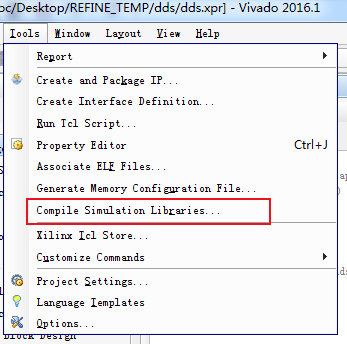 oc/Desktop/REFINE_TEMP/dds/dds.xpr] - Vivado 2016.1
Tools Window Layout View Help
Report
Create and Package IP...
Create Interface Definition...
Run Tcl Script...
Property Editor Ctrl+J
Associate ELF Files...
Generate Memory Configuration File...
Compile Simulation Libraries...
Xilinx Tcl Store...
Customize Commands
Project Settings...
Language Templates
Options...
Block Design